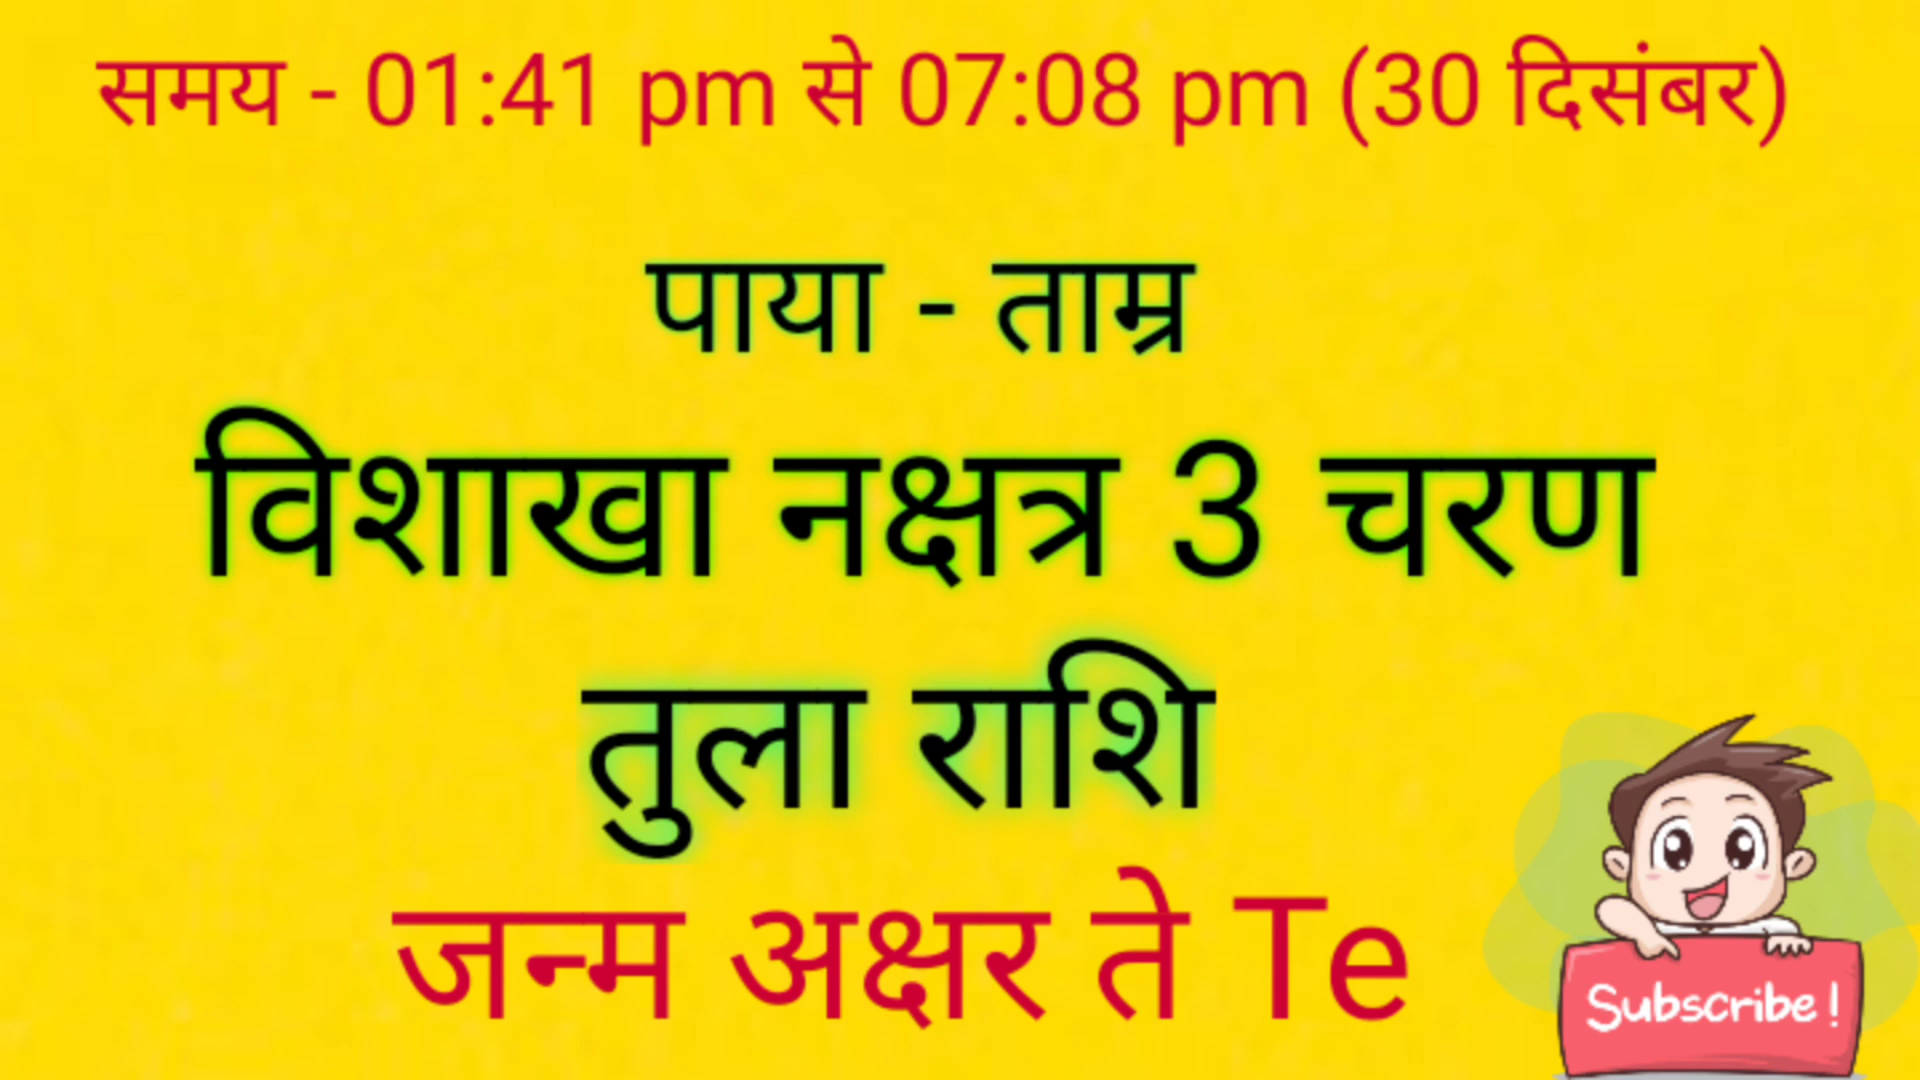 समय - 01:41 pm से 07:08 pm (30 दिसंबर)
पाया - ताम्र
विशाखा नक्षत्र 3 चरण
तुला राशि
जन्म अक्षर ते Te
Subscribe!